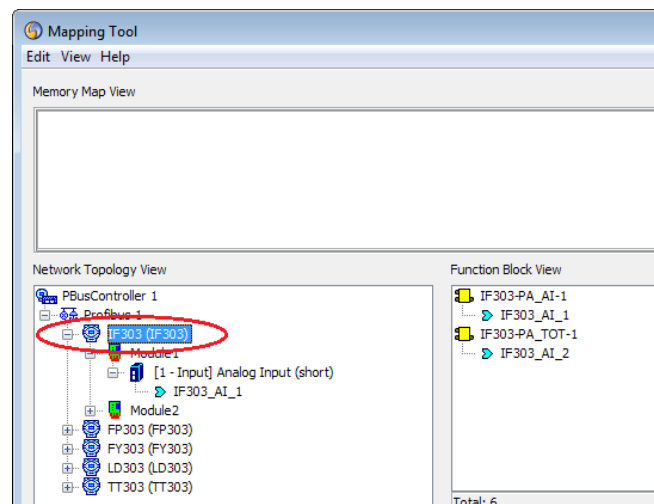 Mapping Tool
Edit View Help
Memory Map View
Network Topology View
PBusController 1
Profibus 1
IF303 (IF303)
Module1
[1 - Input] Analog Input (short)
IF303_AI_1
Module2
FP303 (FP303)
FY303 (FY303)
LD303 (LD303)
TT303 (TT303)
Function Block View
IF303-PA_AI-1
IF303_AI_1
IF303-PA_TOT-1
IF303_AI_2
Total: 6